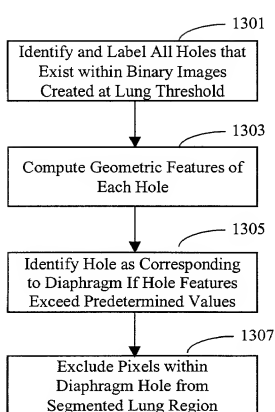 1301
Identify and Label All Holes that
Exist within Binary Images
Created at Lung Threshold
1303
Compute Geometric Features of
Each Hole
1305
Identify Hole as Corresponding
to Diaphragm If Hole Features
Exceed Predetermined Values
1307
Exclude Pixels within
Diaphragm Hole from
Segmented Lung Region